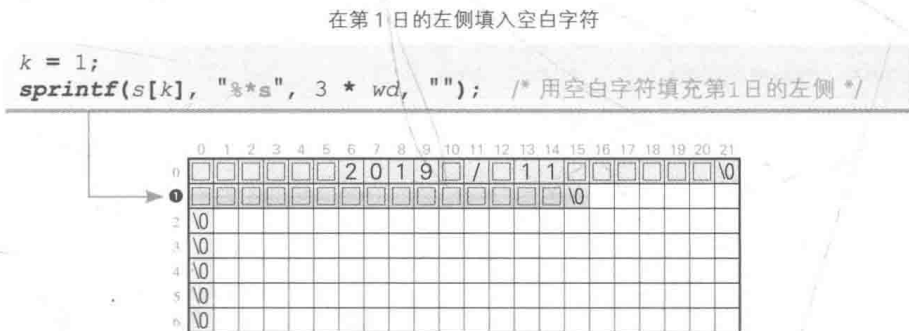 在第 1 日的左侧填入空白字符
k = 1;
sprintf(s[k], "%*s", 3 * wd, ""); /* 用空白字符填充第1日的左侧 */
0 1 2 3 4 5 6 7 8 9 10 11 12 13 14 15 16 17 18 19 20 21
0 □ □ □ □ □ □ 2 0 1 9 □ / □ 1 1 □ □ □ □ □ □ \0
❶ □ □ □ □ □ □ □ □ □ □ □ □ □ □ □ \0
2 \0
3 \0
4 \0
5 \0
6 \0